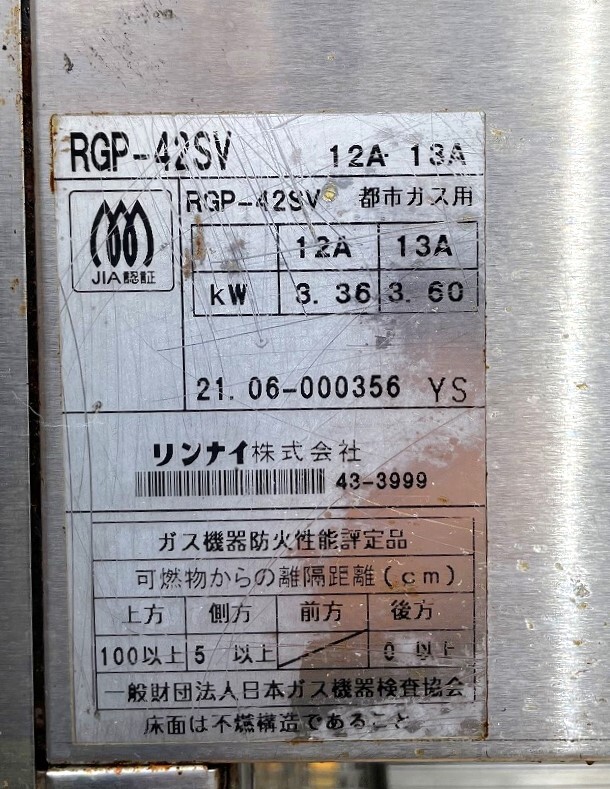 RGP-42SV 12A・13A
JIA認証
RGP-42SV 都市ガス用
12A 13A
kW 3.36 3.60
21.06-000356 YS
リンナイ株式会社
43-3999
ガス機器防火性能評定品
可燃物からの離隔距離(cm)
上方 側方 前方 後方
100以上 5 以上 0 以上
一般財団法人日本ガス機器検査協会
床面は不燃構造であること